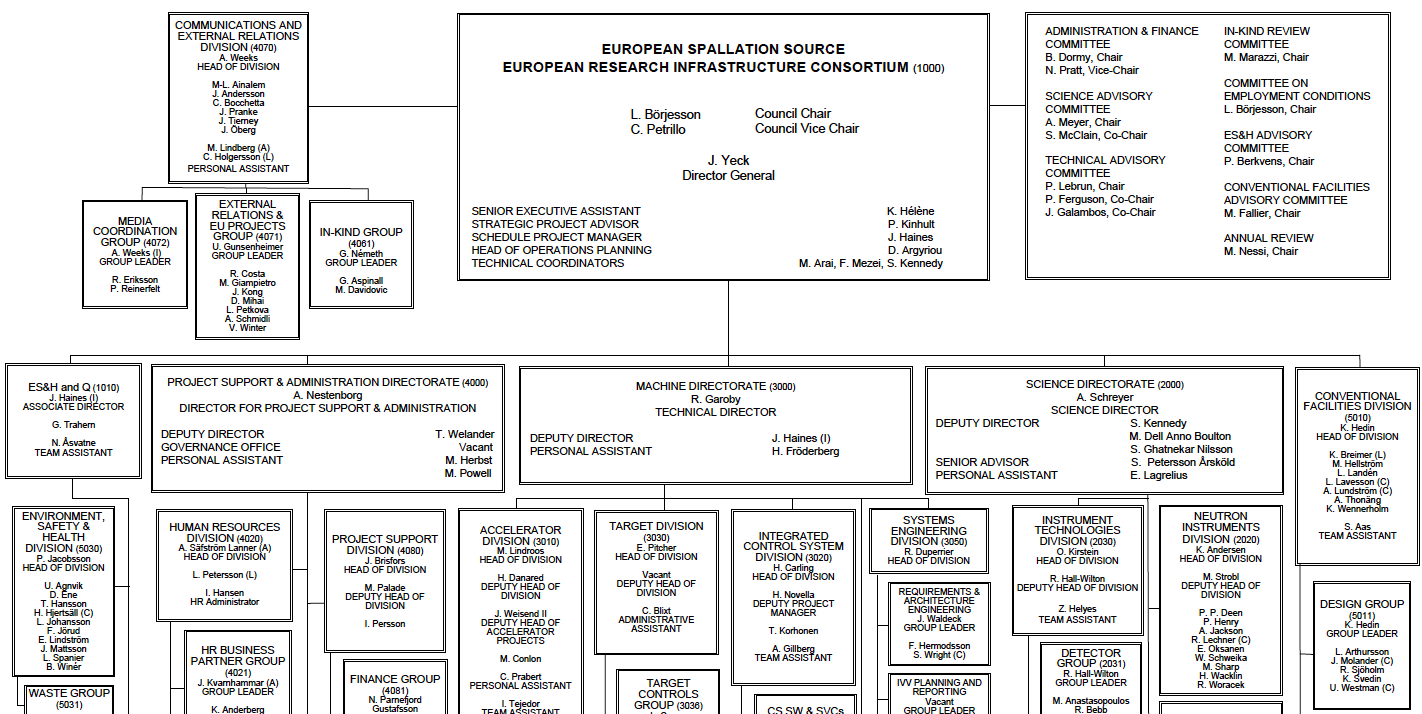 COMMUNICATIONS AND
EXTERNAL RELATIONS
DIVISION (4070)
A. Weeks
HEAD OF DIVISION
M-L. Ainalem
J. Andersson
C. Bocchetta
J. Pranke
J. Tierney
J. Öberg
M. Lindberg (A)
C. Holgersson (L)
PERSONAL ASSISTANT
EUROPEAN SPALLATION SOURCE
EUROPEAN RESEARCH INFRASTRUCTURE CONSORTIUM (1000)
L. Börjesson Council Chair
C. Petrillo Council Vice Chair
J. Yeck
Director General
SENIOR EXECUTIVE ASSISTANT K. Hélène
STRATEGIC PROJECT ADVISOR P. Kinhult
SCHEDULE PROJECT MANAGER J. Haines
HEAD OF OPERATIONS PLANNING D. Argyriou
TECHNICAL COORDINATORS M. Arai, F. Mezei, S. Kennedy
ADMINISTRATION & FINANCE
COMMITTEE
B. Dormy, Chair
N. Pratt, Vice-Chair
SCIENCE ADVISORY
COMMITTEE
A. Meyer, Chair
S. McClain, Co-Chair
TECHNICAL ADVISORY
COMMITTEE
P. Lebrun, Chair
P. Ferguson, Co-Chair
J. Galambos, Co-Chair
IN-KIND REVIEW
COMMITTEE
M. Marazzi, Chair
COMMITTEE ON
EMPLOYMENT CONDITIONS
L. Börjesson, Chair
ES&H ADVISORY
COMMITTEE
P. Berkvens, Chair
CONVENTIONAL FACILITIES
ADVISORY COMMITTEE
M. Fallier, Chair
ANNUAL REVIEW
M. Nessi, Chair
MEDIA
COORDINATION
GROUP (4072)
A. Weeks (I)
GROUP LEADER
R. Eriksson
P. Reinerfelt
EXTERNAL
RELATIONS &
EU PROJECTS
GROUP (4071)
U. Gunsenheimer
GROUP LEADER
R. Costa
M. Giampietro
J. Kong
D. Mihai
L. Petkova
A. Schmidli
V. Winter
IN-KIND GROUP
(4061)
G. Németh
GROUP LEADER
G. Aspinall
M. Davidovic
ES&H and Q (1010)
J. Haines (I)
ASSOCIATE DIRECTOR
G. Trahern
N. Åsvatne
TEAM ASSISTANT
PROJECT SUPPORT & ADMINISTRATION DIRECTORATE (4000)
A. Nestenborg
DIRECTOR FOR PROJECT SUPPORT & ADMINISTRATION
DEPUTY DIRECTOR T. Welander
GOVERNANCE OFFICE Vacant
PERSONAL ASSISTANT M. Herbst
M. Powell
MACHINE DIRECTORATE (3000)
R. Garoby
TECHNICAL DIRECTOR
DEPUTY DIRECTOR J. Haines (I)
PERSONAL ASSISTANT H. Fröderberg
SCIENCE DIRECTORATE (2000)
A. Schreyer
SCIENCE DIRECTOR
DEPUTY DIRECTOR S. Kennedy
M. Dell Anno Boulton
S. Ghatnekar Nilsson
SENIOR ADVISOR S. Petersson Årsköld
PERSONAL ASSISTANT E. Lagrelius
CONVENTIONAL
FACILITIES DIVISION
(5010)
K. Hedin
HEAD OF DIVISION
K. Breimer (L)
M. Hellström
L. Landén
L. Lavesson (C)
A. Lundström (C)
A. Thonäng
K. Wennerholm
S. Aas
TEAM ASSISTANT
ENVIRONMENT,
SAFETY &
HEALTH
DIVISION (5030)
P. Jacobsson
HEAD OF DIVISION
U. Agnvik
D. Ene
T. Hansson
H. Hjertsäll (C)
L. Johansson
F. Jörud
E. Lindström
J. Mattsson
L. Spanier
B. Winér
WASTE GROUP
(5031)
HUMAN RESOURCES
DIVISION (4020)
A. Säfström Lanner (A)
HEAD OF DIVISION
L. Petersson (L)
I. Hansen
HR Administrator
HR BUSINESS
PARTNER GROUP
(4021)
J. Kvarnhammar (A)
GROUP LEADER
K. Anderberg
PROJECT SUPPORT
DIVISION (4080)
J. Brisfors
HEAD OF DIVISION
M. Palade
DEPUTY HEAD OF
DIVISION
I. Persson
FINANCE GROUP
(4081)
N. Parnefjord
Gustafsson
ACCELERATOR
DIVISION (3010)
M. Lindroos
HEAD OF DIVISION
H. Danared
DEPUTY HEAD OF
DIVISION
J. Weisend II
DEPUTY HEAD OF
ACCELERATOR
PROJECTS
M. Conlon
C. Prabert
PERSONAL ASSISTANT
I. Tejedor
TEAM ASSISTANT
TARGET DIVISION
(3030)
E. Pitcher
HEAD OF DIVISION
Vacant
DEPUTY HEAD OF
DIVISION
C. Blixt
ADMINISTRATIVE
ASSISTANT
TARGET
CONTROLS
GROUP (3036)
INTEGRATED
CONTROL SYSTEM
DIVISION (3020)
H. Carling
HEAD OF DIVISION
H. Novella
DEPUTY PROJECT
MANAGER
T. Korhonen
A. Gillberg
TEAM ASSISTANT
CS SW & SVCs
SYSTEMS
ENGINEERING
DIVISION (3050)
R. Duperrier
HEAD OF DIVISION
REQUIREMENTS &
ARCHITECTURE
ENGINEERING
J. Waldeck
GROUP LEADER
F. Hermodsson
S. Wright (C)
IVV PLANNING AND
REPORTING
Vacant
GROUP LEADER
INSTRUMENT
TECHNOLOGIES
DIVISION (2030)
O. Kirstein
HEAD OF DIVISION
R. Hall-Wilton
DEPUTY HEAD OF DIVISION
Z. Helyes
TEAM ASSISTANT
DETECTOR
GROUP (2031)
R. Hall-Wilton
GROUP LEADER
M. Anastasopoulos
R. Bebb
NEUTRON
INSTRUMENTS
DIVISION (2020)
K. Andersen
HEAD OF DIVISION
M. Strobl
DEPUTY HEAD OF
DIVISION
P. P. Deen
P. Henry
A. Jackson
R. Lechner (C)
E. Oksanen
W. Schweika
M. Sharp
H. Wacklin
R. Woracek
DESIGN GROUP
(5011)
K. Hedin
GROUP LEADER
L. Arthursson
J. Molander (C)
R. Sjöholm
K. Svedin
U. Westman (C)